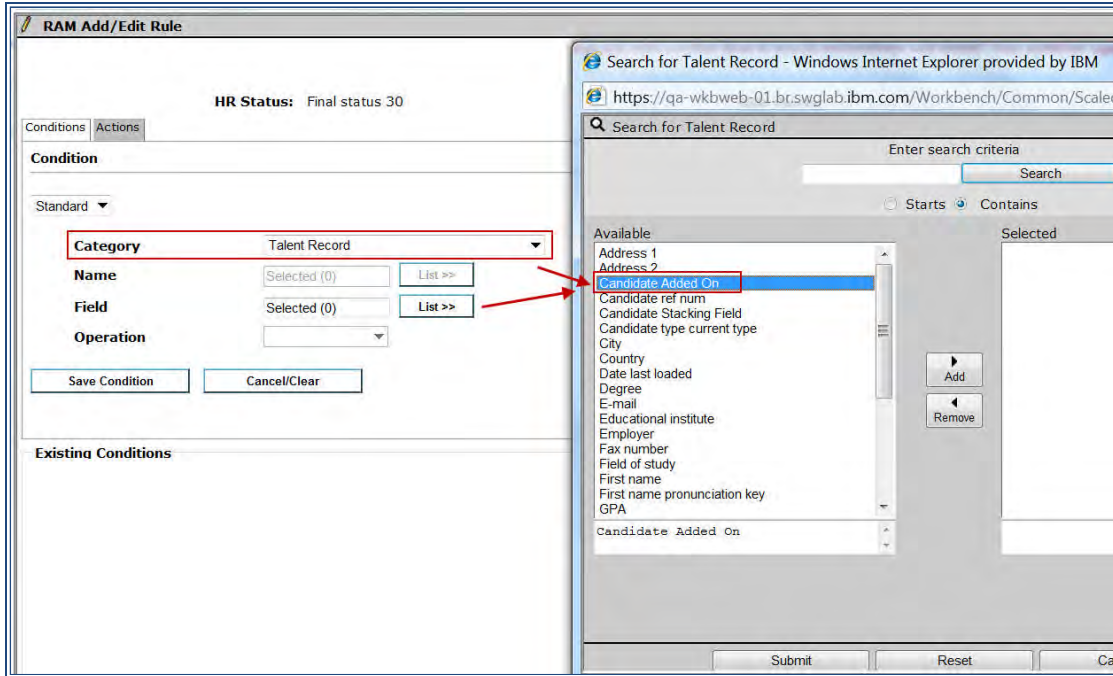 RAM Add/Edit Rule
HR Status: Final status 30
Conditions Actions
Condition
Standard
Category Talent Record
Name Selected (0) List >>
Field Selected (0) List >>
Operation
Save Condition Cancel/Clear
Existing Conditions
Search for Talent Record - Windows Internet Explorer provided by IBM
https://qa-wkbweb-01.br.swglab.ibm.com/Workbench/Common/Scaled
Search for Talent Record
Enter search criteria
Search
Starts Contains
Available Selected
Address 1
Address 2
Candidate Added On
Candidate ref num
Candidate Stacking Field
Candidate type current type
City
Country
Date last loaded
Degree
E-mail
Educational institute
Employer
Fax number
Field of study
First name
First name pronunciation key
GPA
Add
Remove
Candidate Added On
Submit Reset Ca